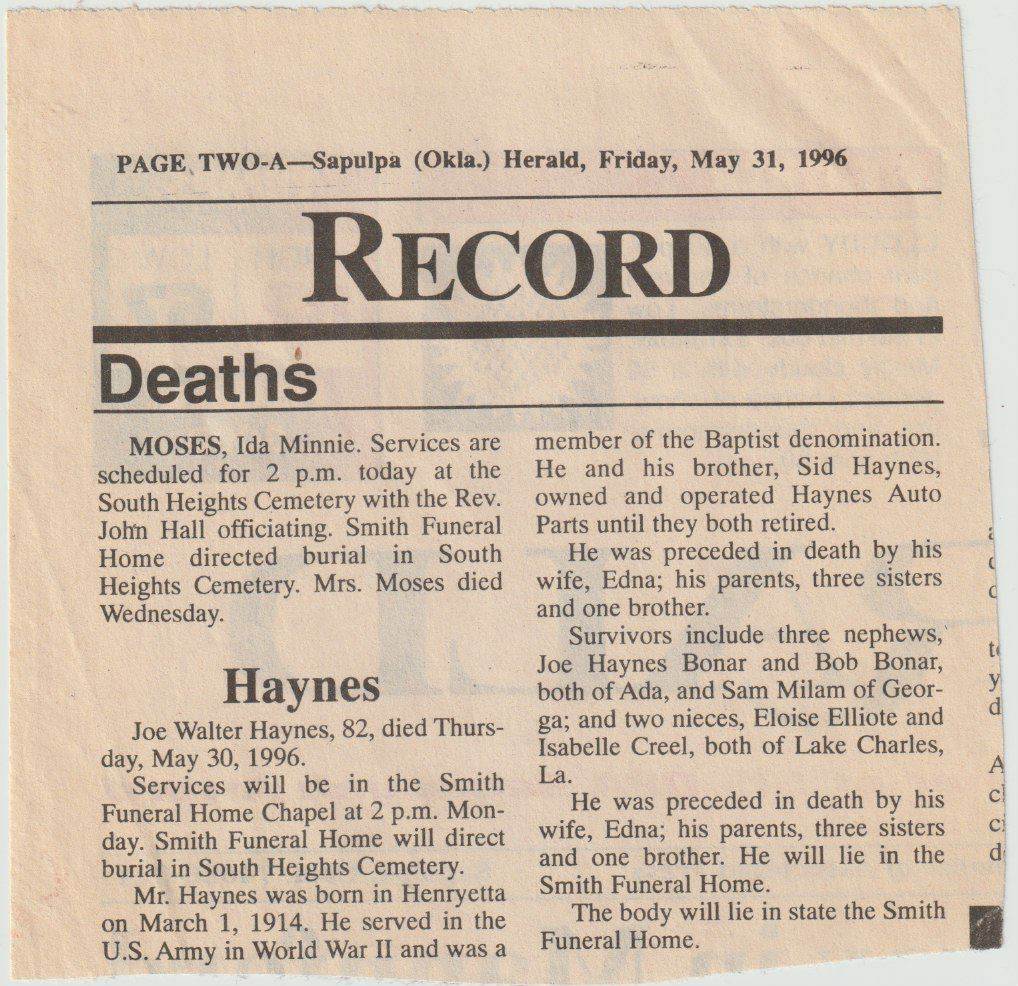 PAGE TWO-A—Sapulpa (Okla.) Herald, Friday, May 31, 1996
RECORD
Deaths
MOSES, Ida Minnie. Services are
scheduled for 2 p.m. today at the
South Heights Cemetery with the Rev.
John Hall officiating. Smith Funeral
Home directed burial in South
Heights Cemetery. Mrs. Moses died
Wednesday.
Haynes
Joe Walter Haynes, 82, died Thurs-
day, May 30, 1996.
Services will be in the Smith
Funeral Home Chapel at 2 p.m. Mon-
day. Smith Funeral Home will direct
burial in South Heights Cemetery.
Mr. Haynes was born in Henryetta
on March 1, 1914. He served in the
U.S. Army in World War II and was a
member of the Baptist denomination.
He and his brother, Sid Haynes,
owned and operated Haynes Auto
Parts until they both retired.
He was preceded in death by his
wife, Edna; his parents, three sisters
and one brother.
Survivors include three nephews,
Joe Haynes Bonar and Bob Bonar,
both of Ada, and Sam Milam of Geor-
ga; and two nieces, Eloise Elliote and
Isabelle Creel, both of Lake Charles,
La.
He was preceded in death by his
wife, Edna; his parents, three sisters
and one brother. He will lie in the
Smith Funeral Home.
The body will lie in state the Smith
Funeral Home.